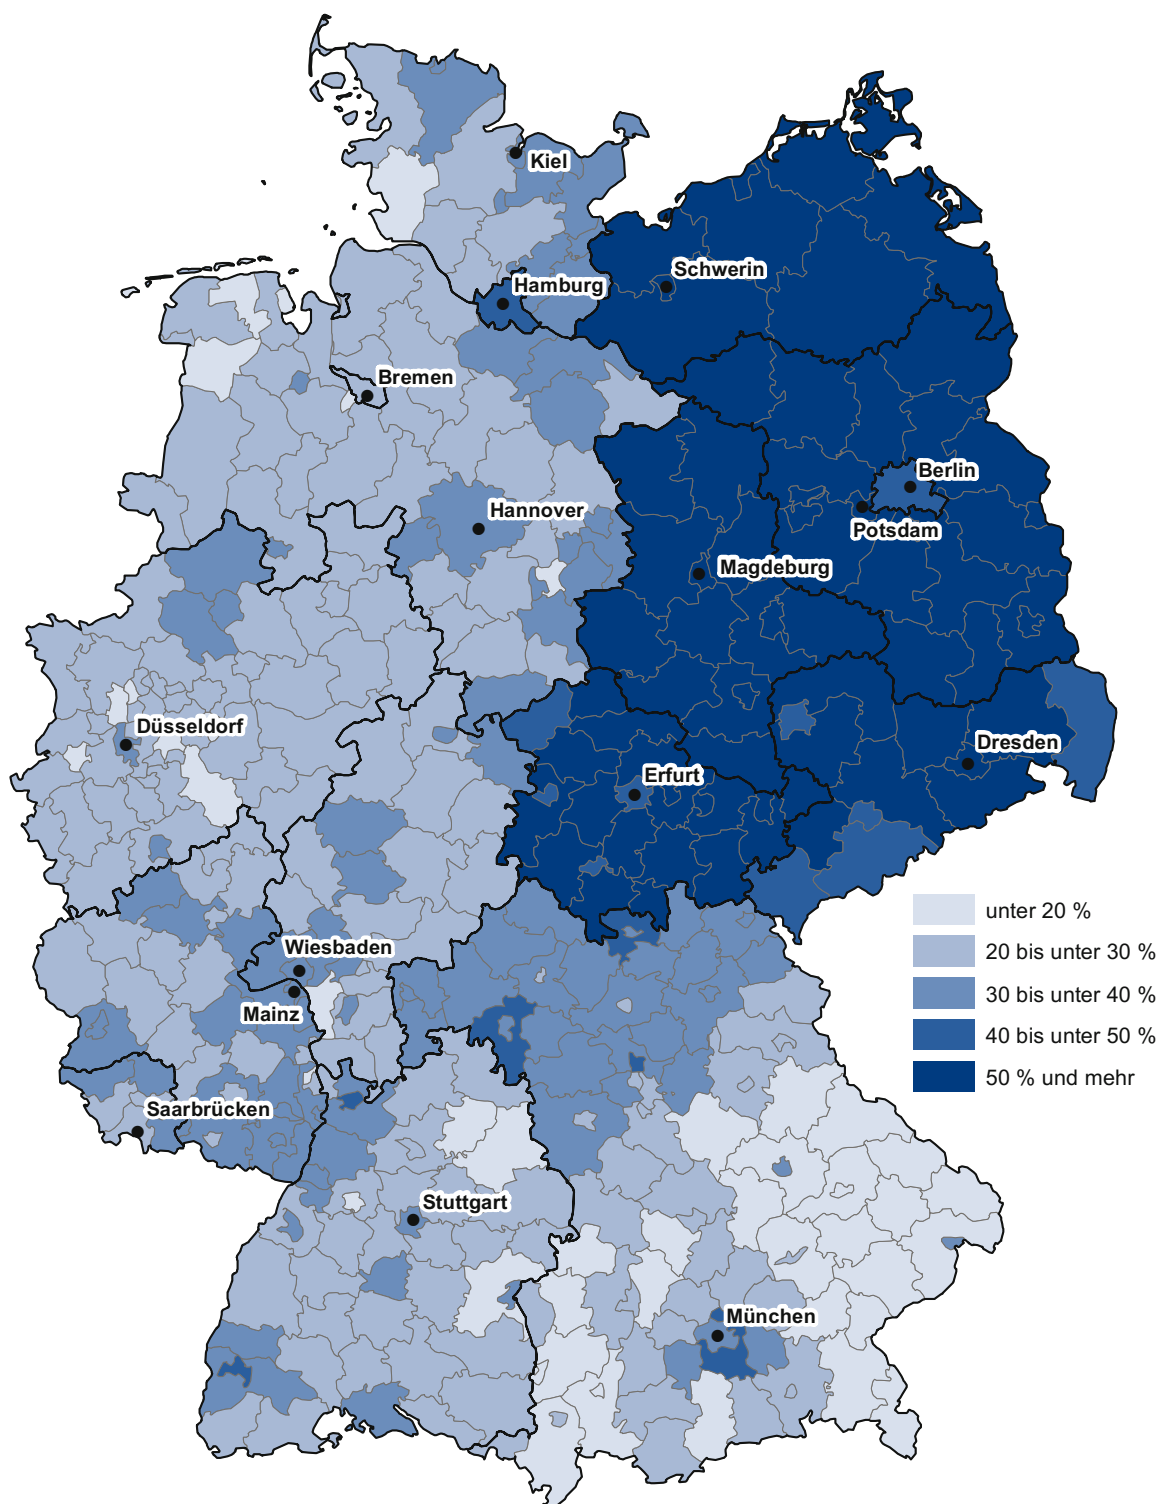 Kiel
Schwerin
Hamburg
Bremen
Berlin
Hannover
Potsdam
Magdeburg
Düsseldorf
Dresden
Erfurt
Wiesbaden
Mainz
Saarbrücken
Stuttgart
München
unter 20 %
20 bis unter 30 %
30 bis unter 40 %
40 bis unter 50 %
50 % und mehr